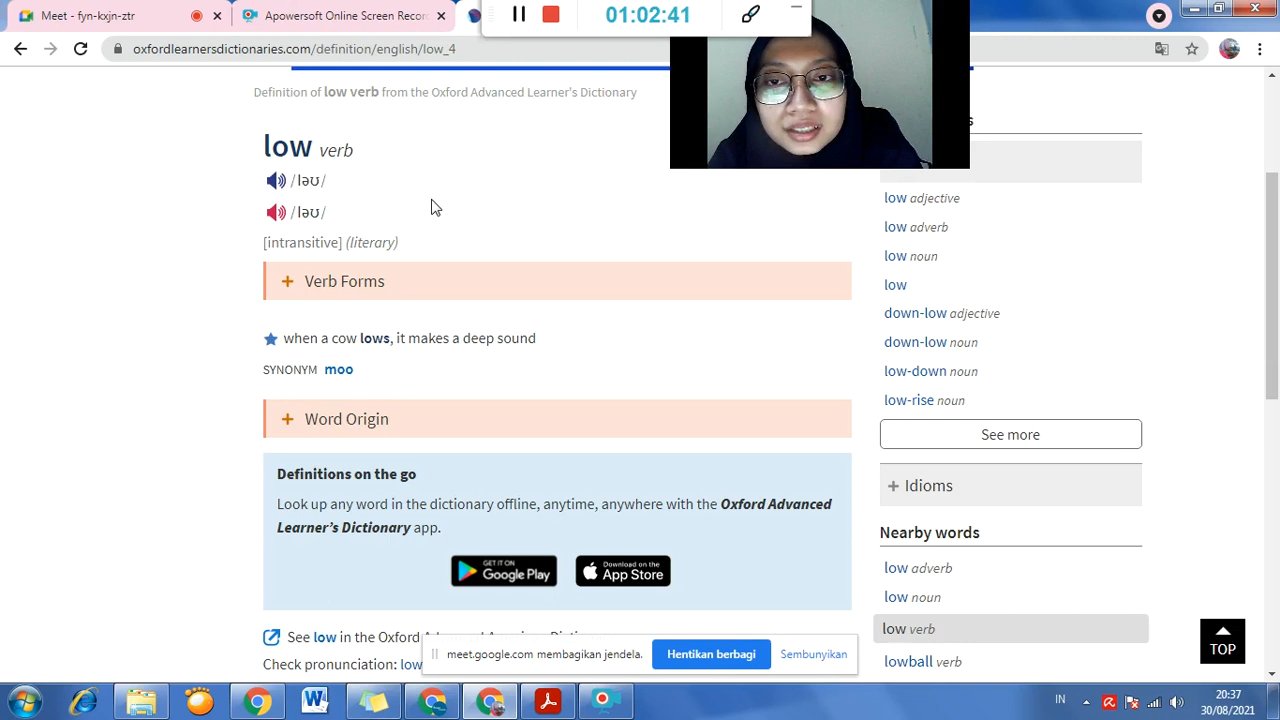 Meet - fyn-kxjn-ztr
Apowersoft Online Screen Recor
01:02:41
oxfordlearnersdictionaries.com/definition/english/low_4
Definition of low verb from the Oxford Advanced Learner's Dictionary
low verb
/ləʊ/
/ləʊ/
[intransitive] (literary)
+ Verb Forms
when a cow lows, it makes a deep sound
SYNONYM moo
+ Word Origin
Definitions on the go
Look up any word in the dictionary offline, anytime, anywhere with the Oxford Advanced
Learner's Dictionary app.
GET IT ON
Google Play
Download on the
App Store
See low in the Oxford
Check pronunciation: low
low adjective
low adverb
low noun
low
down-low adjective
down-low noun
low-down noun
low-rise noun
See more
+ Idioms
Nearby words
low adverb
low noun
low verb
lowball verb
TOP
meet.google.com membagikan jendela.
Hentikan berbagi
Sembunyikan
IN
20:37
30/08/2021